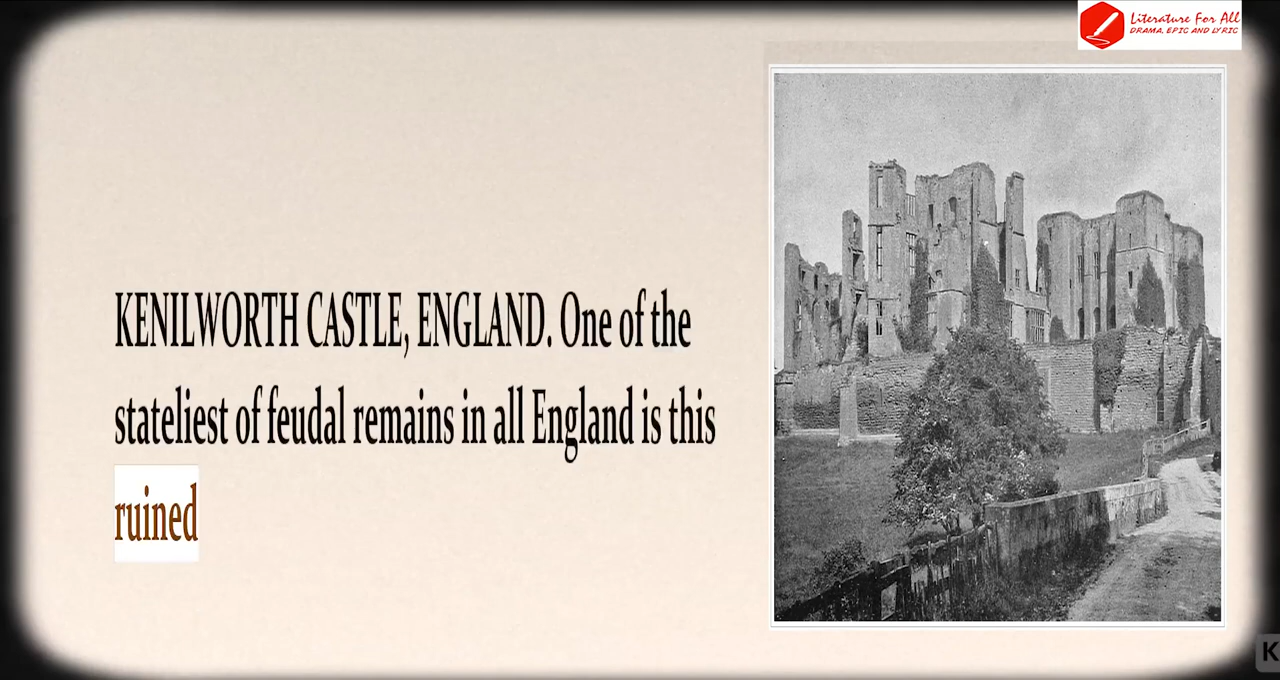 Literature For All
DRAMA, EPIC AND LYRIC
KENILWORTH CASTLE, ENGLAND. One of the
stateliest of feudal remains in all England is this
ruined
K